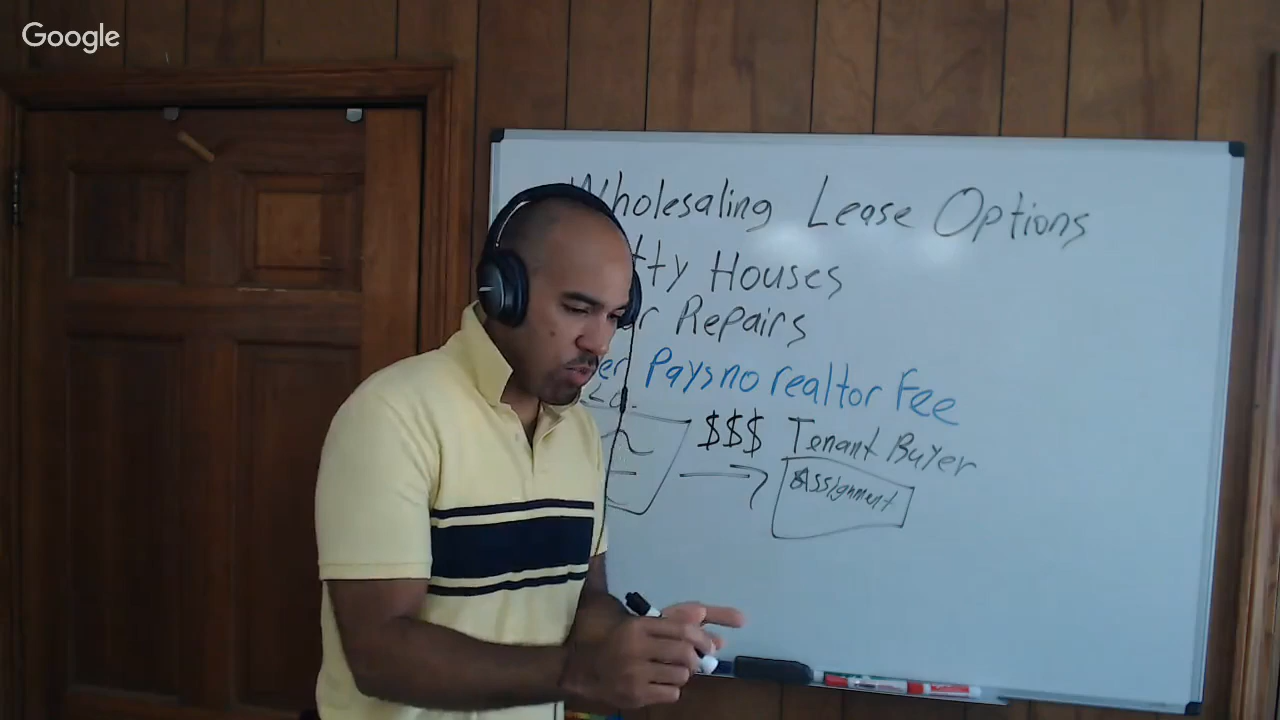 Google
Wholesaling Lease Options
tty Houses
r Repairs
er Pays no realtor Fee
$$$ Tenant Buyer
Assignment